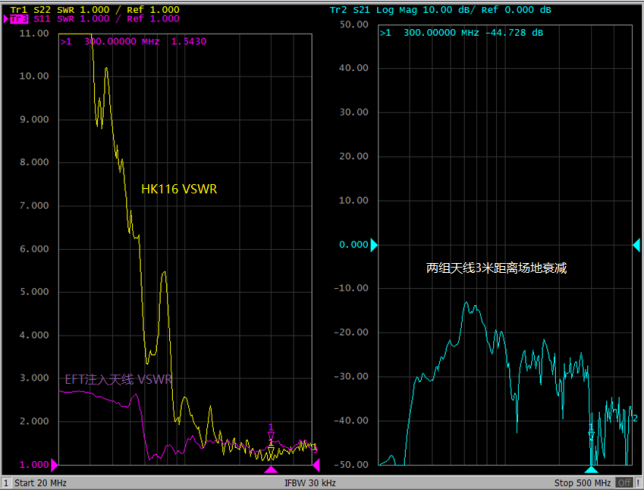 Tr1 S22 SWR 1.000 / Ref 1.000
Tr3 S11 SWR 1.000 / Ref 1.000
Tr2 S21 Log Mag 10.00 dB/ Ref 0.000 dB
11.00
10.00
9.000
8.000
7.000
6.000
5.000
4.000
3.000
2.000
1.000
>1 300.00000 MHz 1.5430
HK116 VSWR
EFT注入天线 VSWR
1
1
50.00
40.00
30.00
20.00
10.00
0.000
-10.00
-20.00
-30.00
-40.00
-50.00
>1 300.00000 MHz -44.728 dB
两组天线3米距离场地衰减
1
2
1 Start 20 MHz
IFBW 30 kHz
Stop 500 MHz Off !